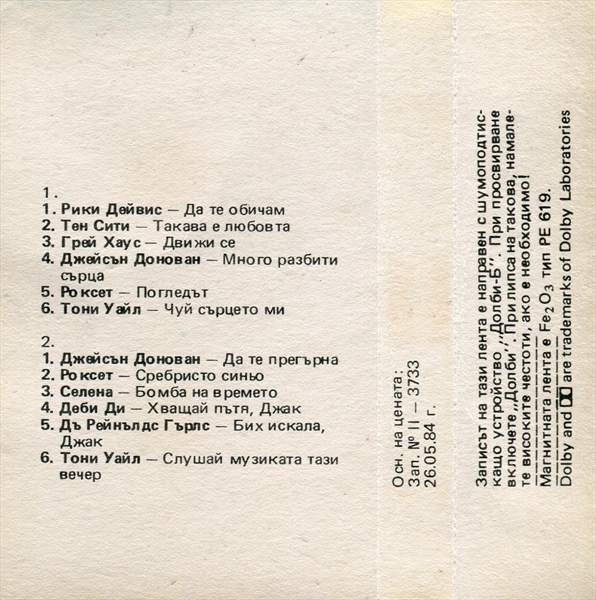 1.
1. Рики Дейвис — Да те обичам
2. Тен Сити — Такава е любовта
3. Грей Хаус — Движи се
4. Джейсън Донован — Много разбити
сърца
5. Роксет — Погледът
6. Тони Уайл — Чуй сърцето ми
2.
1. Джейсън Донован — Да те прегърна
2. Роксет — Сребристо синьо
3. Селена — Бомба на времето
4. Деби Ди — Хващай пътя, Джак
5. Дъ Рейнълдс Гърлс — Бих искала,
Джак
6. Тони Уайл — Слушай музиката тази
вечер
Осн. на цената:
Зап. № II — 3733
26.05.84 г.
Записът на тази лента е направен с шумоподтис-
кащо устройство „Долби-Б". При просвирване
включете „Долби". При липса на такова, намале-
те високите честоти, ако е необходимо!
Магнитната лента е Fe2O3 тип PE 619.
Dolby and are trademarks of Dolby Laboratories